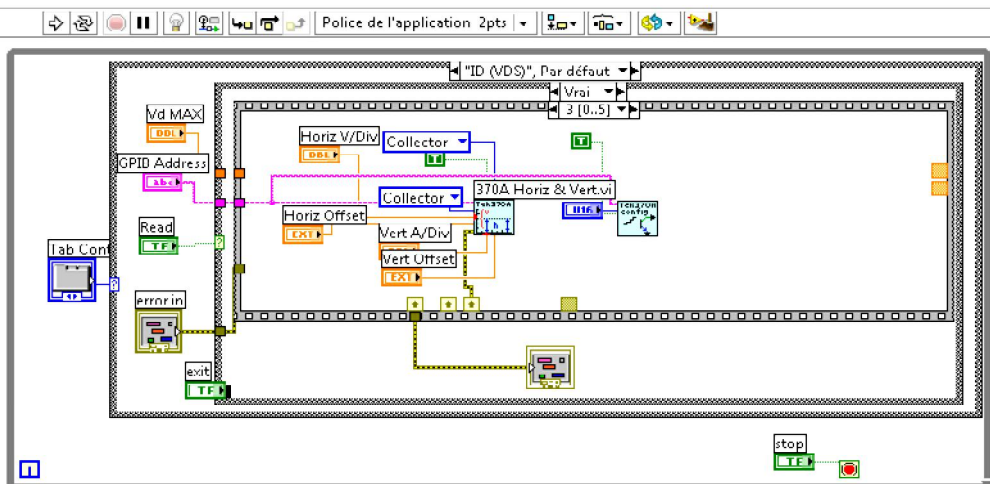 Police de l'application 2pts
"ID (VDS)", Par défaut
Vrai
3 [0..5]
Vd MAX
DBL
Horiz V/Div
DBL
Collector
T
T
GPID Address
abc
370A Horiz & Vert.vi
Collector
Tek370A
U16
config
Horiz Offset
EXT
Read
TF
Vert A/Div
Vert Offset
EXT
Tab Cont
?
?
error in
exit
TF
stop
TF
i